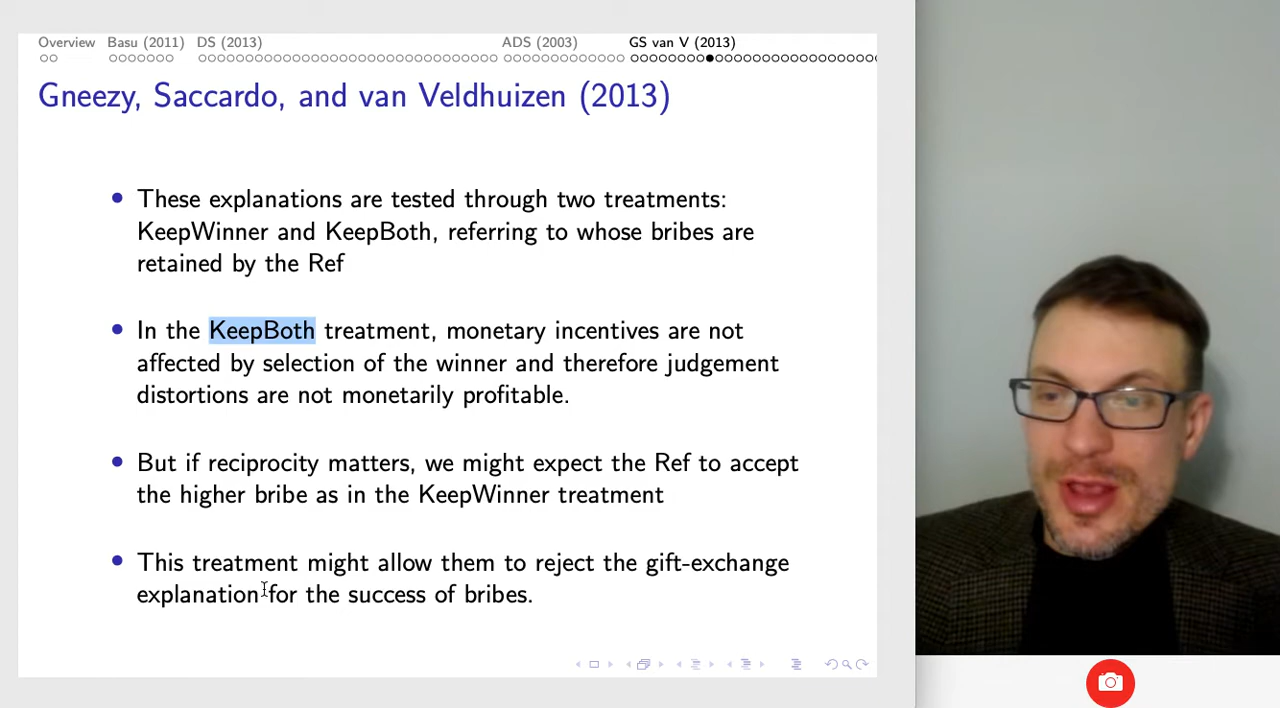 Overview Basu (2011) DS (2013) ADS (2003) GS van V (2013)
Gneezy, Saccardo, and van Veldhuizen (2013)
These explanations are tested through two treatments:
KeepWinner and KeepBoth, referring to whose bribes are
retained by the Ref
In the KeepBoth treatment, monetary incentives are not
affected by selection of the winner and therefore judgement
distortions are not monetarily profitable.
But if reciprocity matters, we might expect the Ref to accept
the higher bribe as in the KeepWinner treatment
This treatment might allow them to reject the gift-exchange
explanation for the success of bribes.